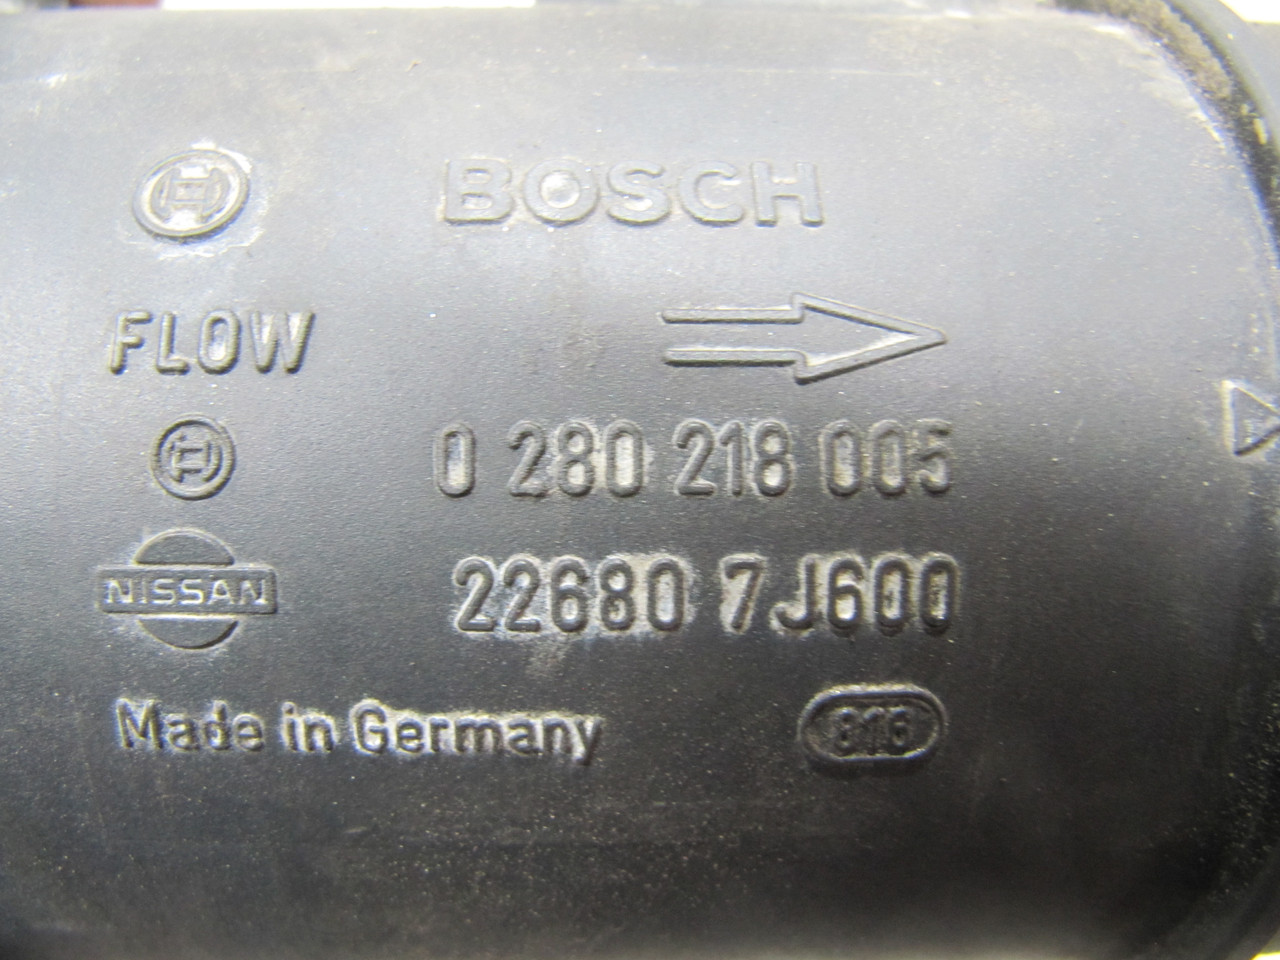 BOSCH
FLOW
0 280 218 005
NISSAN 22680 7J600
Made in Germany